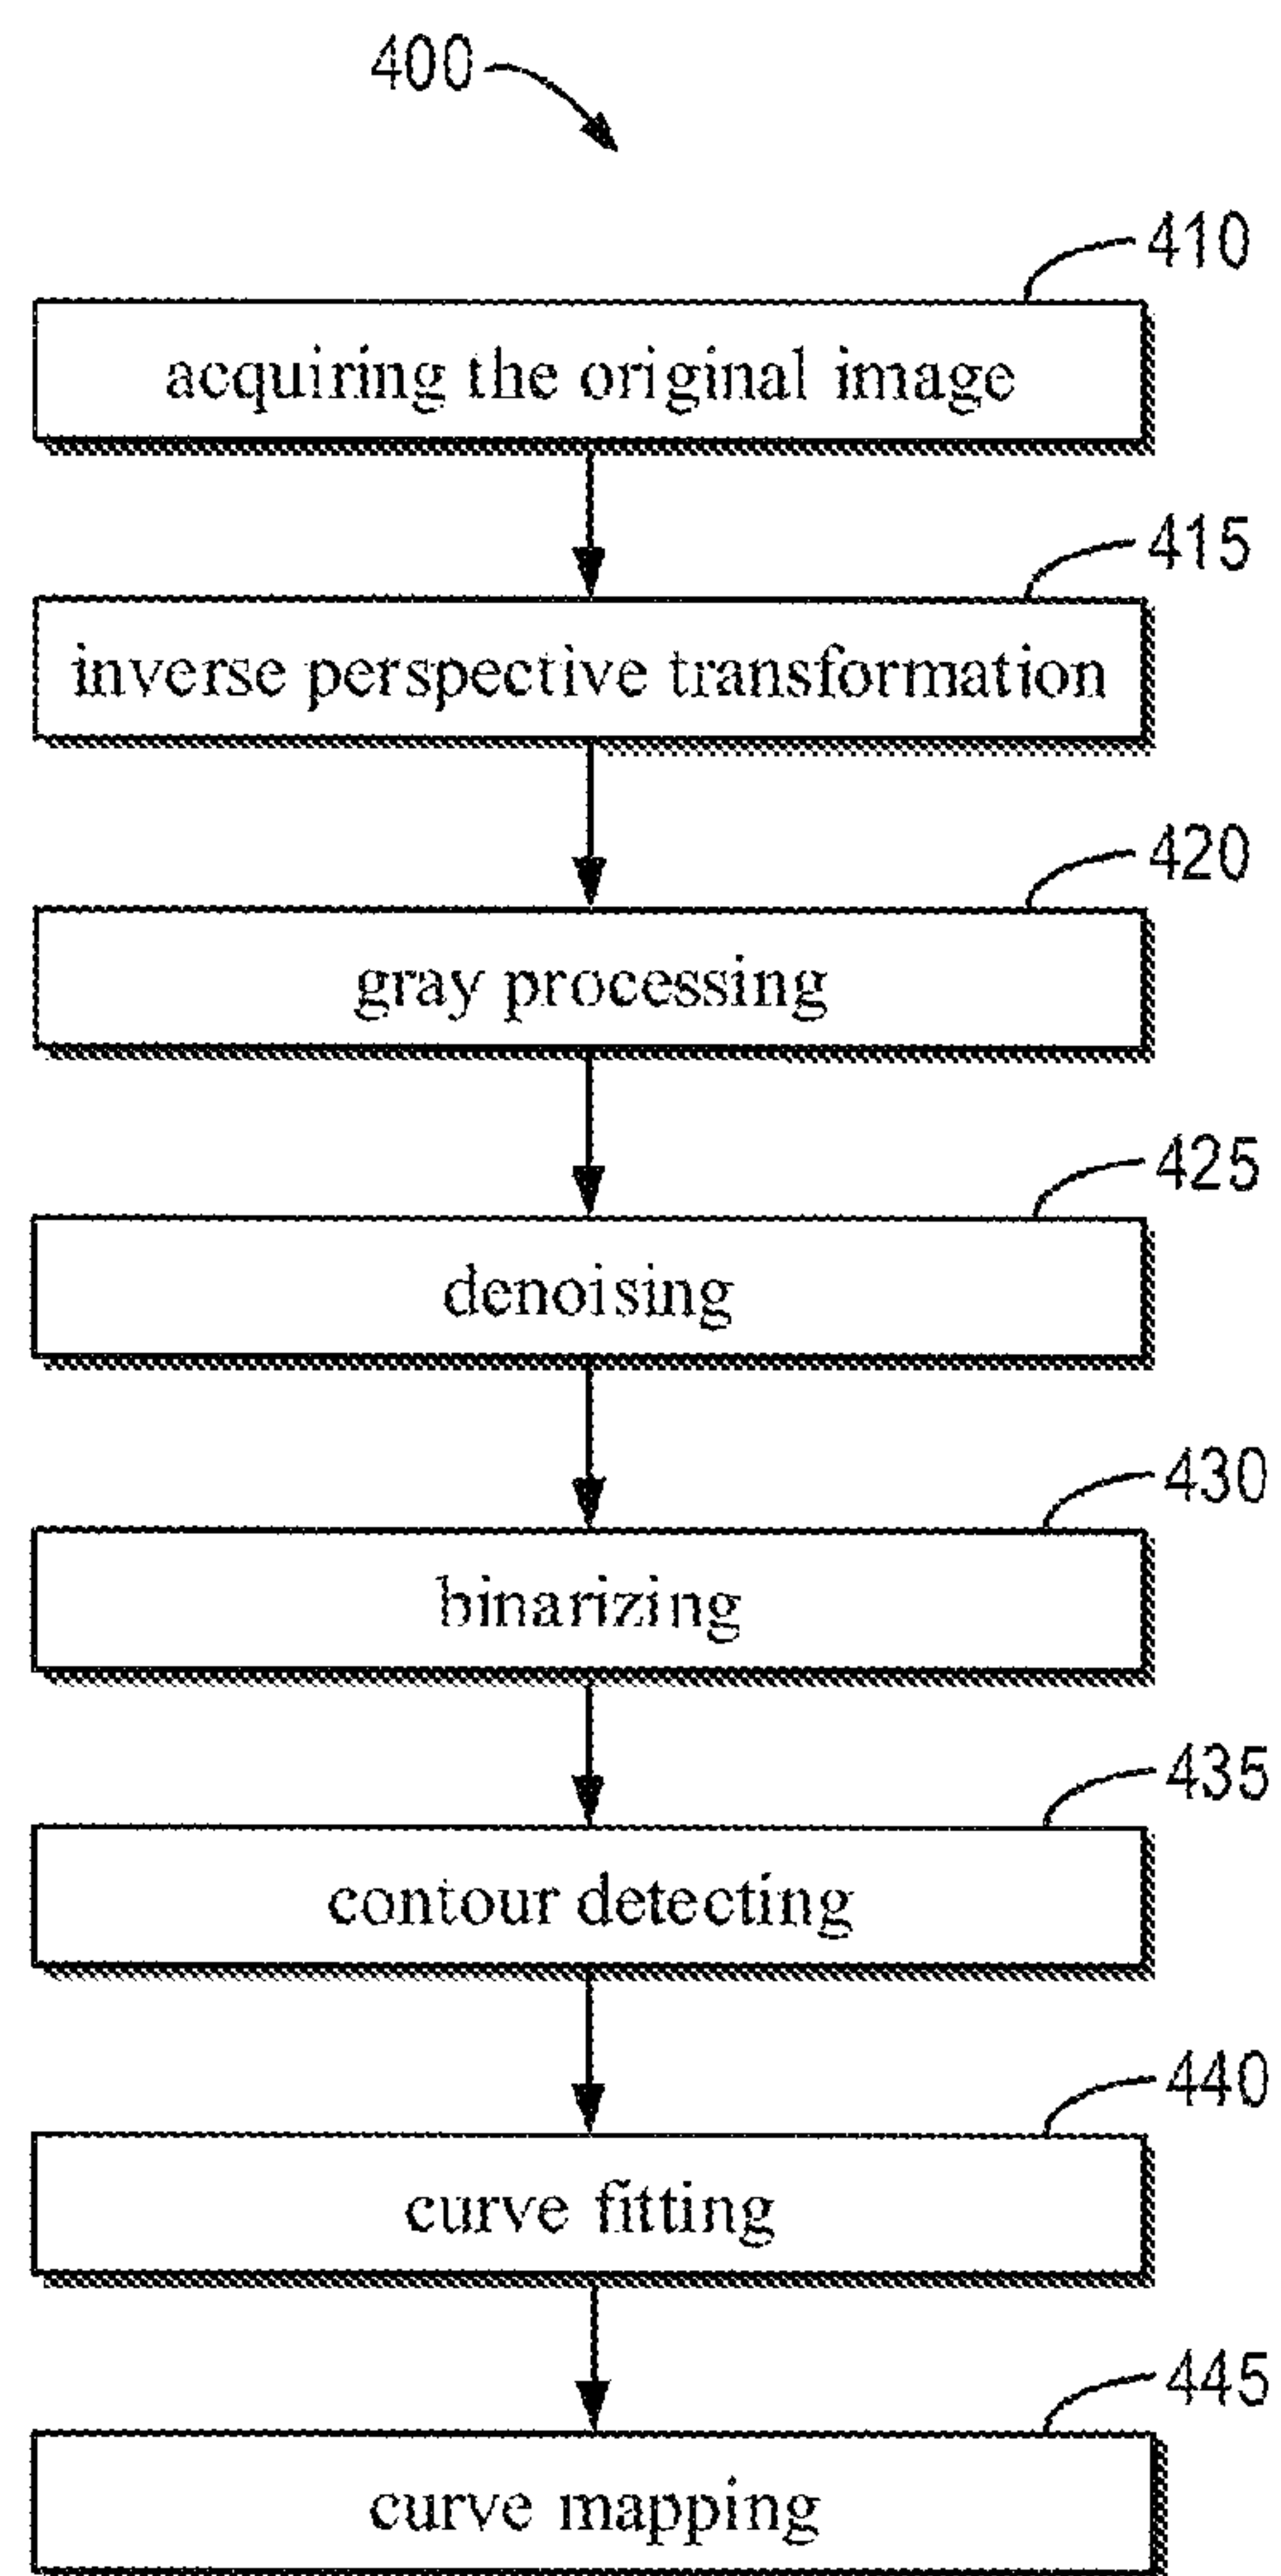 400
410
acquiring the original image
415
inverse perspective transformation
420
gray processing
425
denoising
430
binarizing
435
contour detecting
440
curve fitting
445
curve mapping